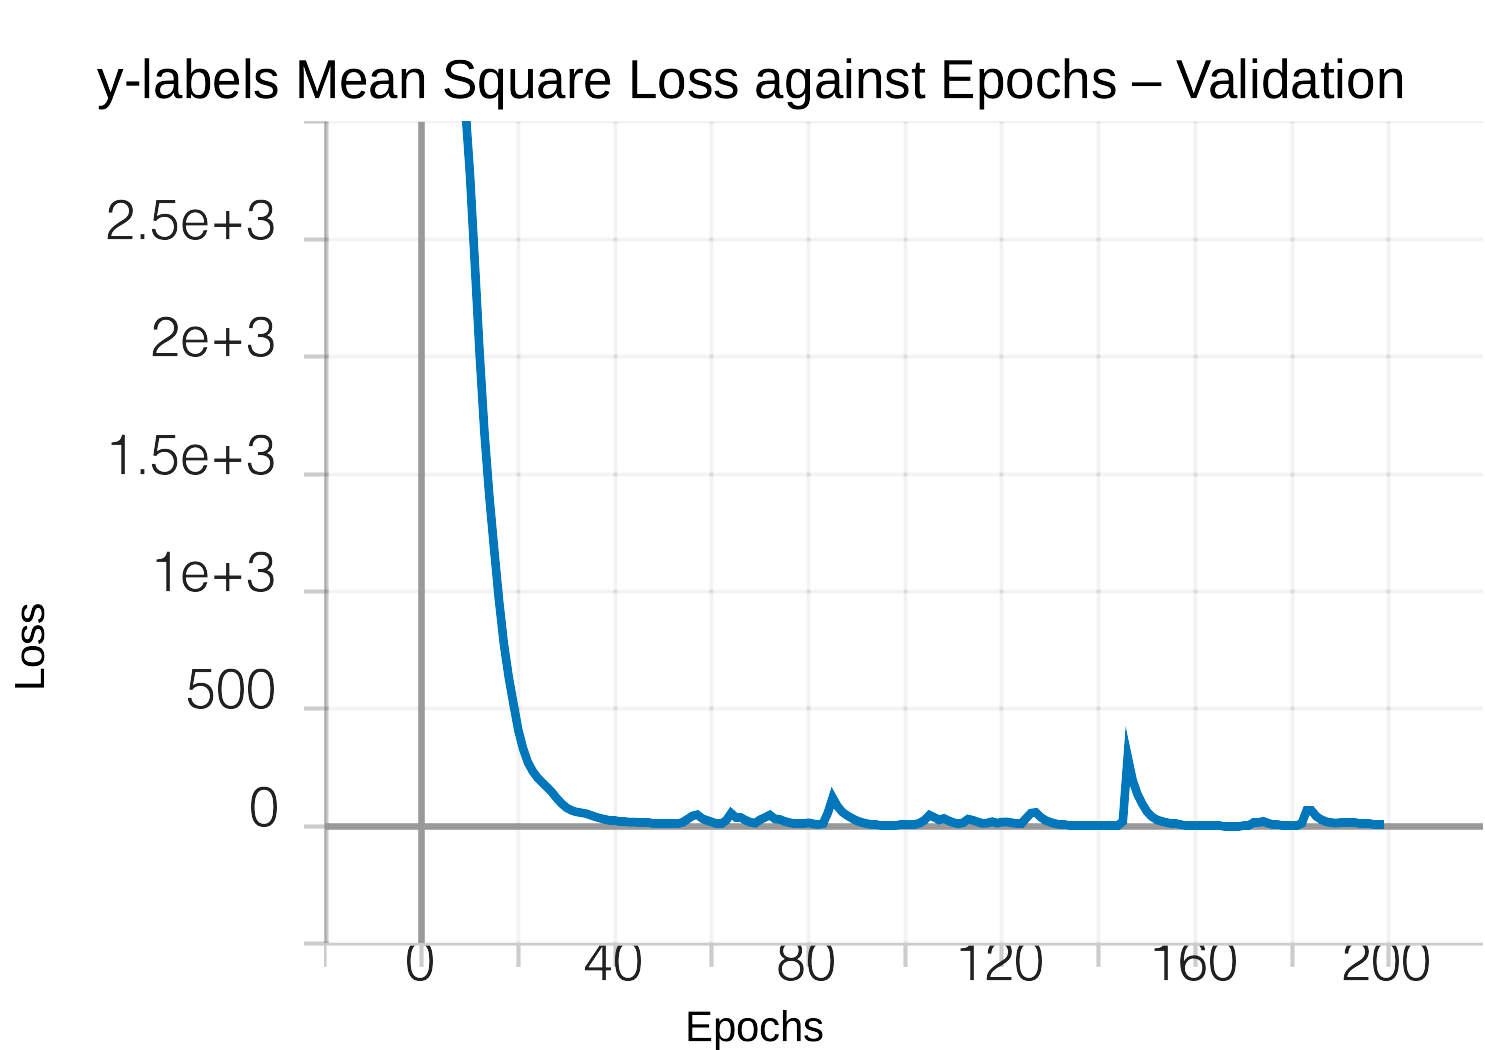 y-labels Mean Square Loss against Epochs – Validation
2.5e+3
2e+3
1.5e+3
1e+3
500
0
Loss
0 40 80 120 160 200
Epochs